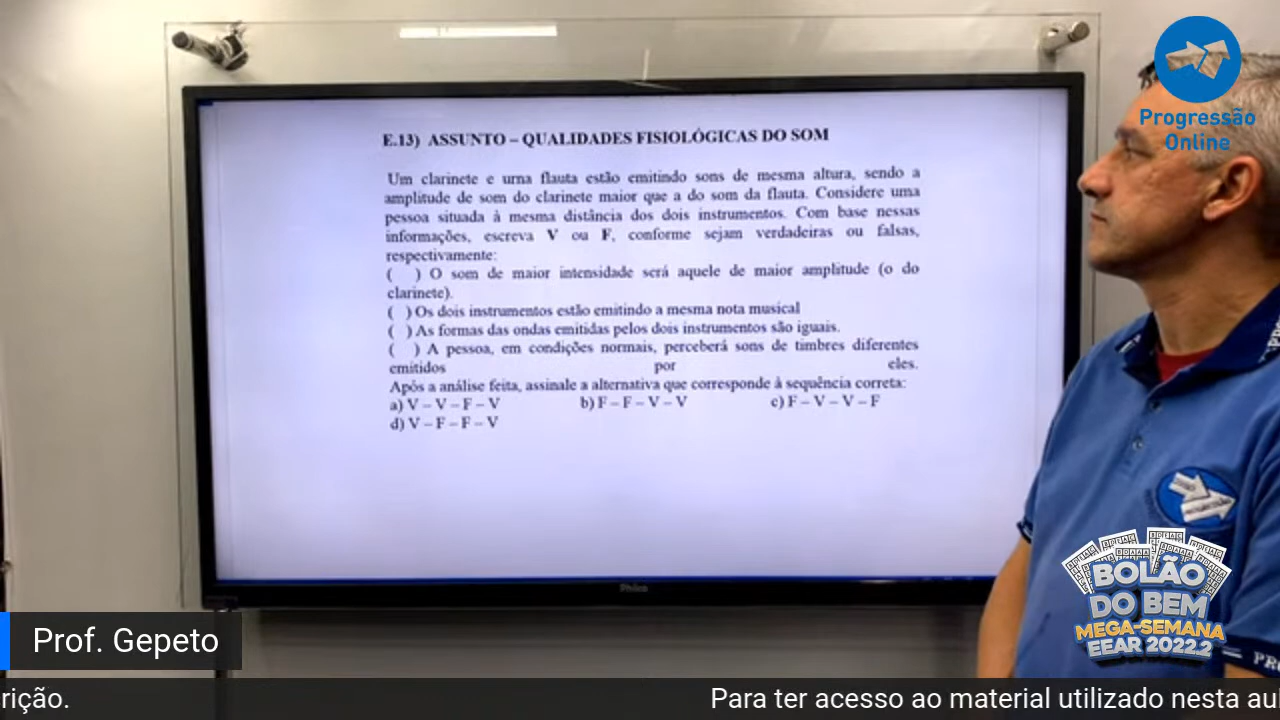 Progressão
Online
E.13) ASSUNTO – QUALIDADES FISIOLÓGICAS DO SOM
Um clarinete e urna flauta estão emitindo sons de mesma altura, sendo a
amplitude de som do clarinete maior que a do som da flauta. Considere uma
pessoa situada à mesma distância dos dois instrumentos. Com base nessas
informações, escreva V ou F, conforme sejam verdadeiras ou falsas,
respectivamente:
( ) O som de maior intensidade será aquele de maior amplitude (o do
clarinete).
( ) Os dois instrumentos estão emitindo a mesma nota musical
( ) As formas das ondas emitidas pelos dois instrumentos são iguais.
( ) A pessoa, em condições normais, perceberá sons de timbres diferentes
emitidos por eles.
Após a análise feita, assinale a alternativa que corresponde à sequência correta:
a) V – V – F – V b) F – F – V – V c) F – V – V – F
d) V – F – F – V
Philco
BOLÃO
DO BEM
MEGA-SEMANA
EEAR 2022.2
Prof. Gepeto
rição. Para ter acesso ao material utilizado nesta au